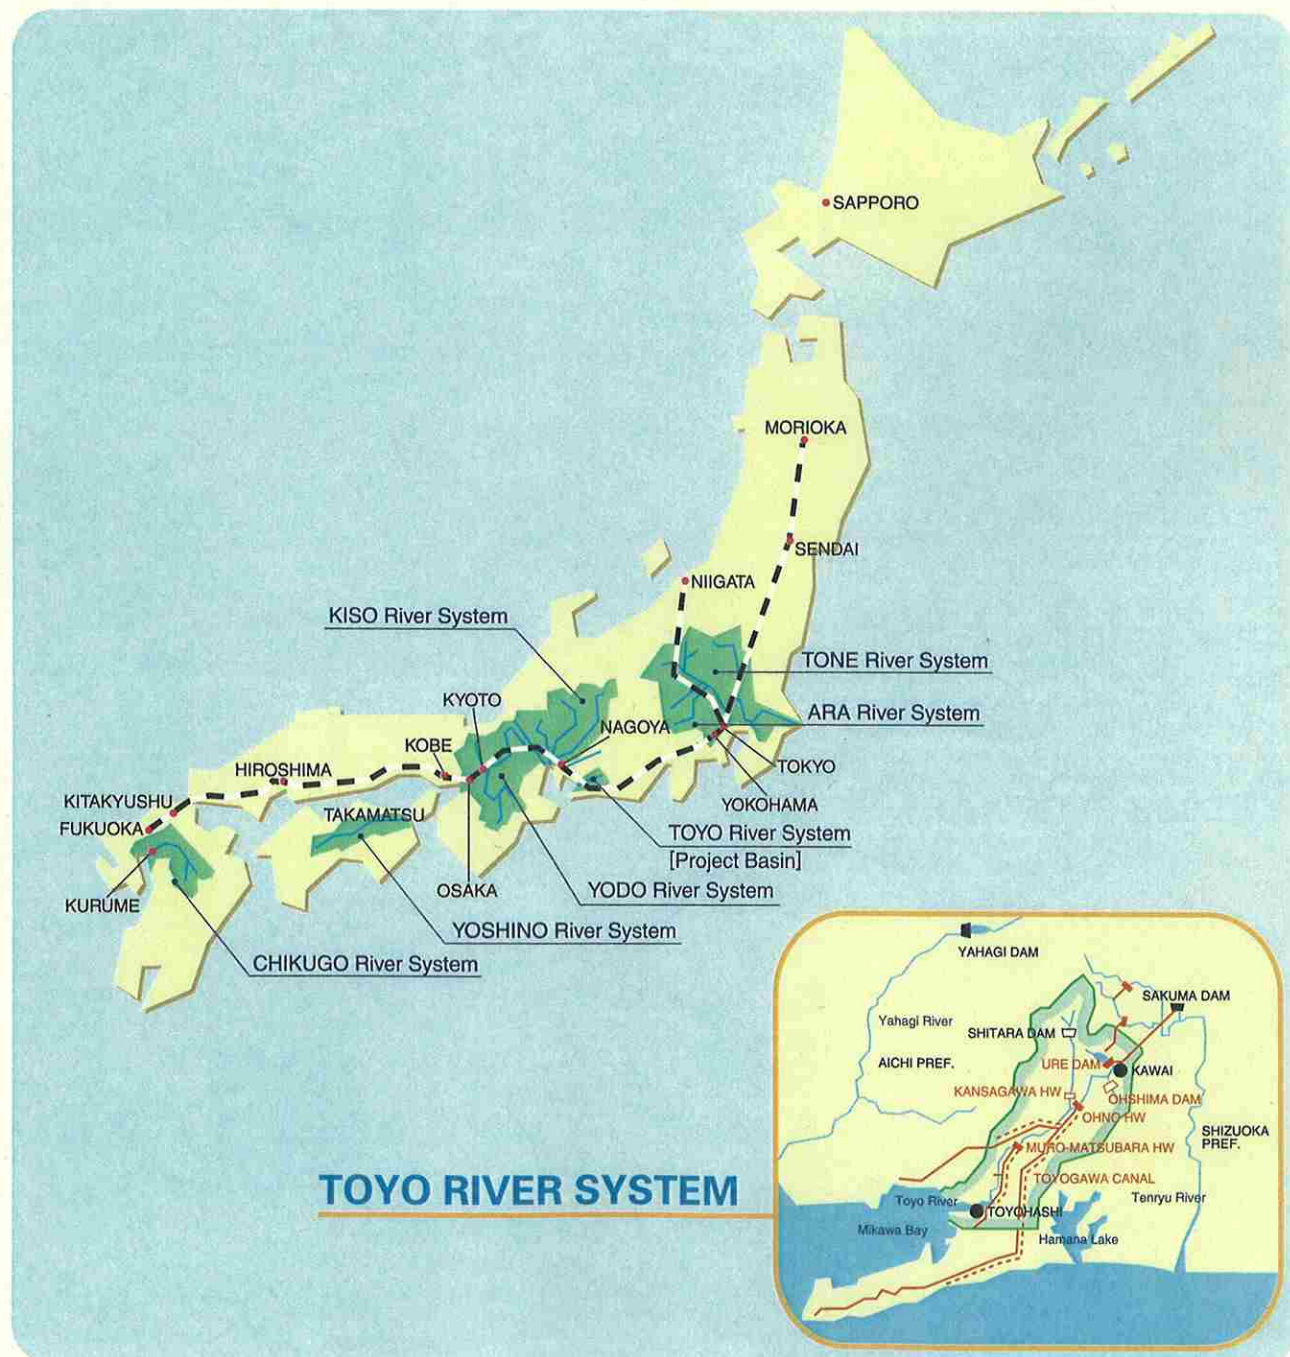 SAPPORO
MORIOKA
SENDAI
NIIGATA
KISO River System
TONE River System
KYOTO
ARA River System
NAGOYA
KOBE
TOKYO
HIROSHIMA
KITAKYUSHU
YOKOHAMA
TAKAMATSU
FUKUOKA
TOYO River System
[Project Basin]
OSAKA
YODO River System
KURUME
YOSHINO River System
CHIKUGO River System
TOYO RIVER SYSTEM
YAHAGI DAM
SAKUMA DAM
Yahagi River
SHITARA DAM
AICHI PREF.
URE DAM
KAWAI
KANSAGAWA HW
OHSHIMA DAM
OHNO HW
SHIZUOKA
PREF.
MURO-MATSUBARA HW
TOYOGAWA CANAL
Tenryu River
Toyo River
TOYOHASHI
Mikawa Bay
Hamana Lake